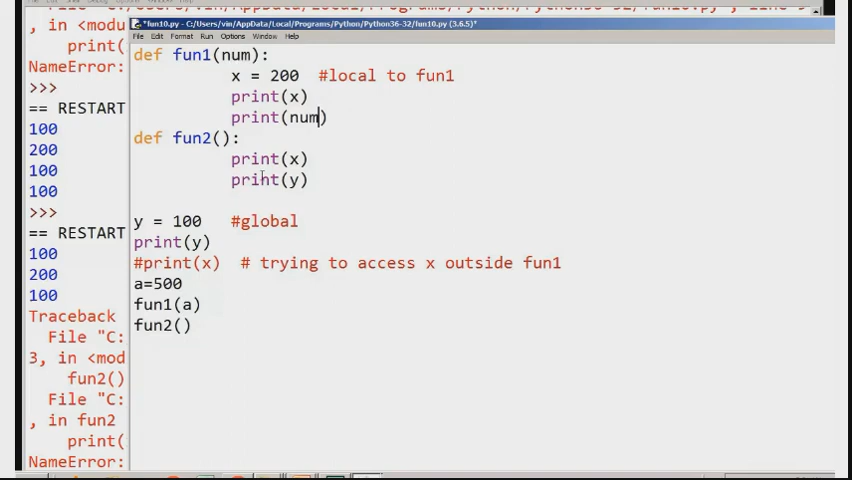 *fun10.py - C:/Users/vin/AppData/Local/Programs/Python/Python36-32/fun10.py (3.6.5)*
File Edit Format Run Options Window Help
def fun1(num):
x = 200 #local to fun1
print(x)
print(num)
def fun2():
print(x)
print(y)
y = 100 #global
print(y)
#print(x) # trying to access x outside fun1
a=500
fun1(a)
fun2()
, in <modu
print(
NameError:
>>>
== RESTART
100
200
100
100
>>>
== RESTART
100
200
100
Traceback
File "C:
3, in <mod
fun2()
File "C:
, in fun2
print(
NameError: